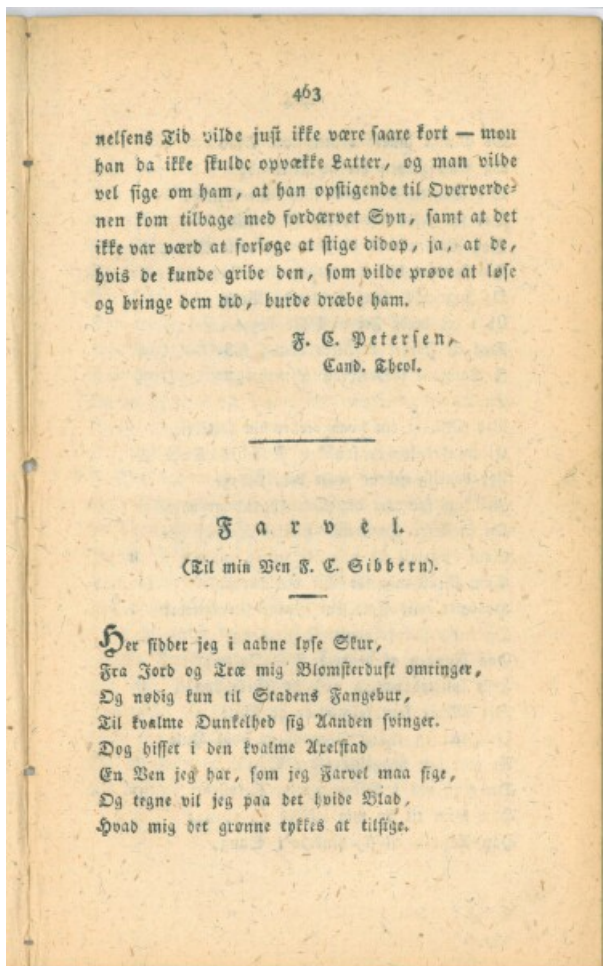 463
nelsens Tid vilde just ikke være saare kort — mon
han da ikke skulde opvække Latter, og man vilde
vel sige om ham, at han opstigende til Oververde-
nen kom tilbage med fordærvet Syn, samt at det
ikke var værd at forsøge at stige didop, ja, at de,
hvis de kunde gribe den, som vilde prøve at løse
og bringe dem did, burde dræbe ham.
F. C. Petersen,
Cand. Theol.
Farvel.
(Til min Ven F. C. Sibbern).
Her sidder jeg i aabne lyse Skur,
Fra Jord og Træ mig Blomsterduft omringer,
Og nødig kun til Stadens Fangebur,
Til kvalme Dunkelhed sig Aanden svinger.
Dog hisset i den kvalme Axelstad
En Ven jeg har, som jeg Farvel maa sige,
Og tegne vil jeg paa det hvide Blad,
Hvad mig det grønne tykkes at tilsige.